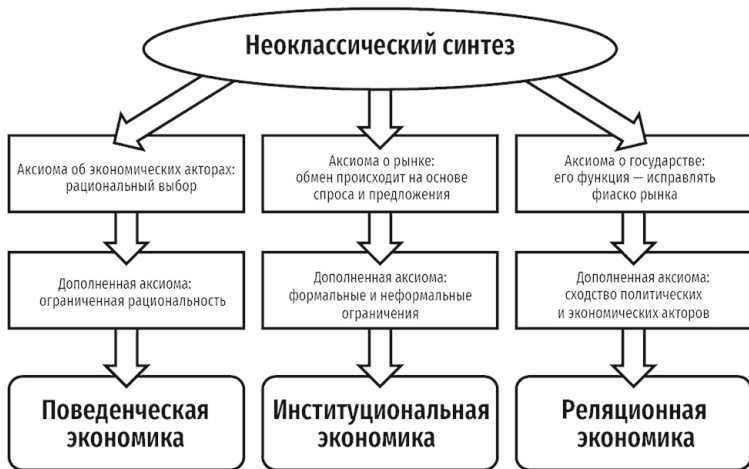 Неоклассический синтез
Аксиома об экономических акторах:
рациональный выбор
Аксиома о рынке:
обмен происходит на основе
спроса и предложения
Аксиома о государстве:
его функция — исправлять
фиаско рынка
Дополненная аксиома:
ограниченная рациональность
Дополненная аксиома:
формальные и неформальные
ограничения
Дополненная аксиома:
сходство политических
и экономических акторов
Поведенческая
экономика
Институциональная
экономика
Реляционная
экономика